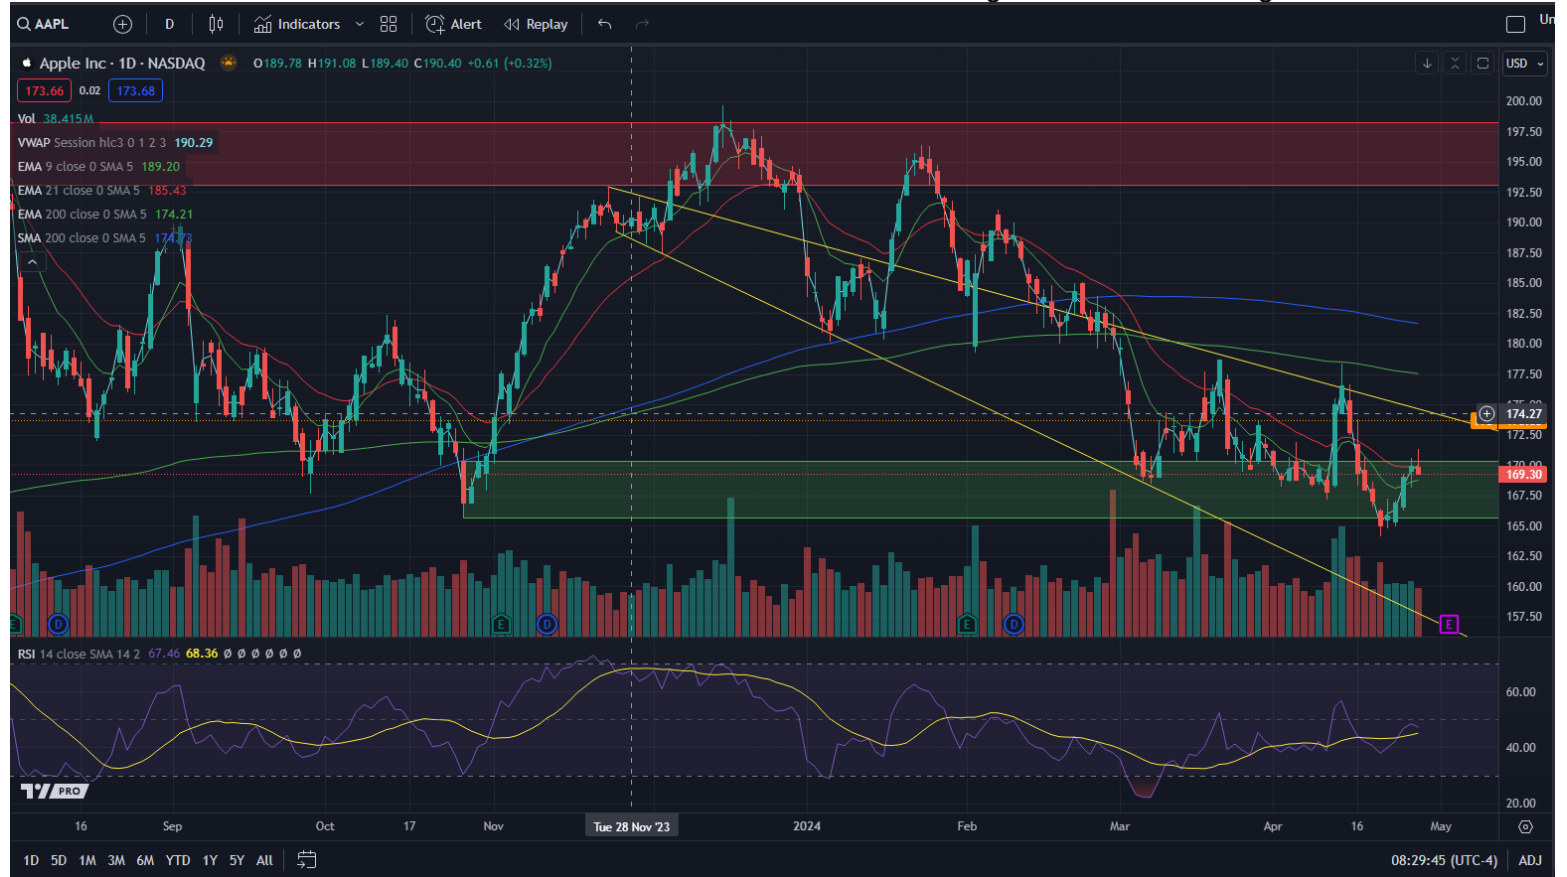 AAPL D Indicators Alert Replay Un
Apple Inc · 1D · NASDAQ O189.78 H191.08 L189.40 C190.40 +0.61 (+0.32%) USD
173.66 0.02 173.68
Vol 38.415M
VWAP Session hlc3 0 1 2 3 190.29
EMA 9 close 0 SMA 5 189.20
EMA 21 close 0 SMA 5 185.43
EMA 200 close 0 SMA 5 174.21
SMA 200 close 0 SMA 5 174.73
200.00
197.50
195.00
192.50
190.00
187.50
185.00
182.50
180.00
177.50
175.00
174.27
172.50
170.00
169.30
167.50
165.00
162.50
160.00
157.50
E D E D E D E
RSI 14 close SMA 14 2 67.46 68.36 Ø Ø Ø Ø Ø Ø
60.00
40.00
20.00
PRO
16 Sep Oct 17 Nov Tue 28 Nov '23 2024 Feb Mar Apr 16 May
1D 5D 1M 3M 6M YTD 1Y 5Y All 08:29:45 (UTC-4) ADJ